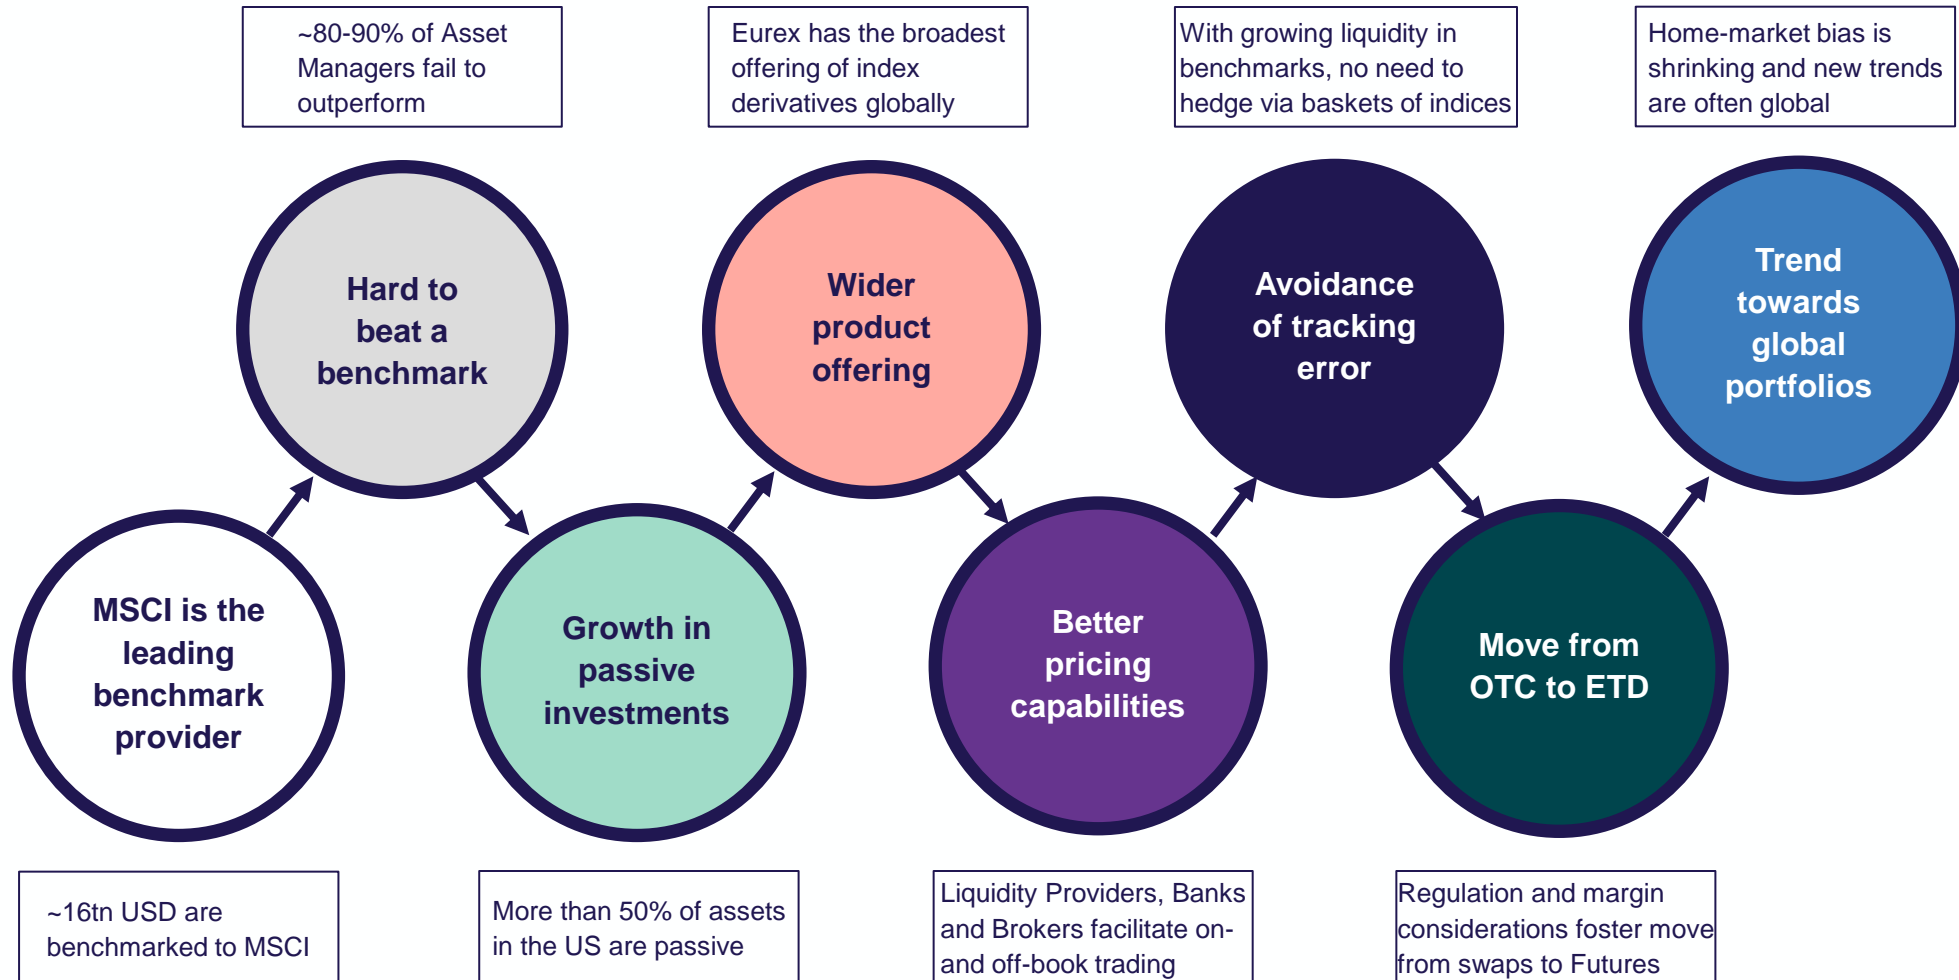 ~80-90% of Asset
Managers fail to
outperform
Eurex has the broadest
offering of index
derivatives globally
With growing liquidity in
benchmarks, no need to
hedge via baskets of indices
Home-market bias is
shrinking and new trends
are often global
Hard to
beat a
benchmark
Wider
product
offering
Avoidance
of tracking
error
Trend
towards
global
portfolios
MSCI is the
leading
benchmark
provider
Growth in
passive
investments
Better
pricing
capabilities
Move from
OTC to ETD
~16tn USD are
benchmarked to MSCI
More than 50% of assets
in the US are passive
Liquidity Providers, Banks
and Brokers facilitate on-
and off-book trading
Regulation and margin
considerations foster move
from swaps to Futures